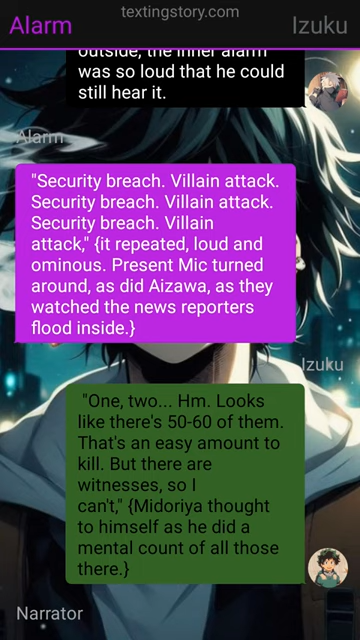 textingstory.com
Alarm
Izuku
outside, the inner alarm
was so loud that he could
still hear it.
Alarm
"Security breach. Villain attack.
Security breach. Villain attack.
Security breach. Villain
attack," {it repeated, loud and
ominous. Present Mic turned
around, as did Aizawa, as they
watched the news reporters
flood inside.}
Izuku
"One, two... Hm. Looks
like there's 50-60 of them.
That's an easy amount to
kill. But there are
witnesses, so I
can't," {Midoriya thought
to himself as he did a
mental count of all those
there.}
Narrator